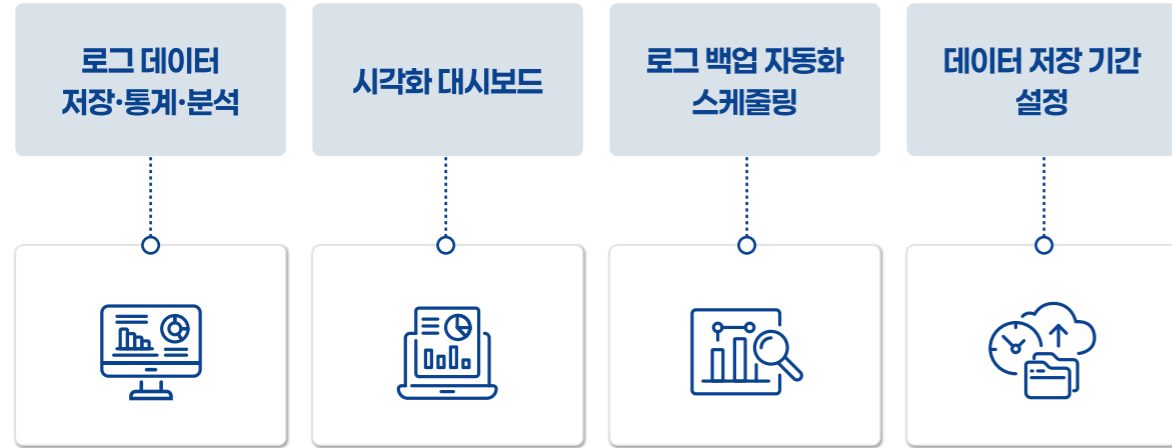 로그 데이터
저장·통계·분석
시각화 대시보드
로그 백업 자동화
스케줄링
데이터 저장 기간
설정